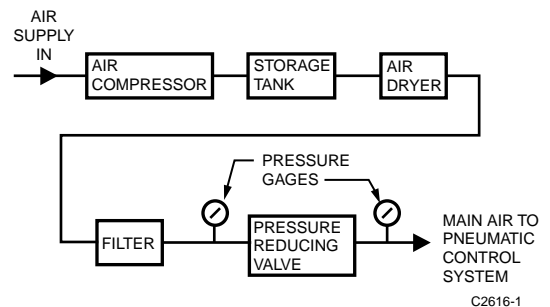 AIR
SUPPLY
IN
AIR
COMPRESSOR
STORAGE
TANK
AIR
DRYER
PRESSURE
GAGES
FILTER
PRESSURE
REDUCING
VALVE
MAIN AIR TO
PNEUMATIC
CONTROL
SYSTEM
C2616-1